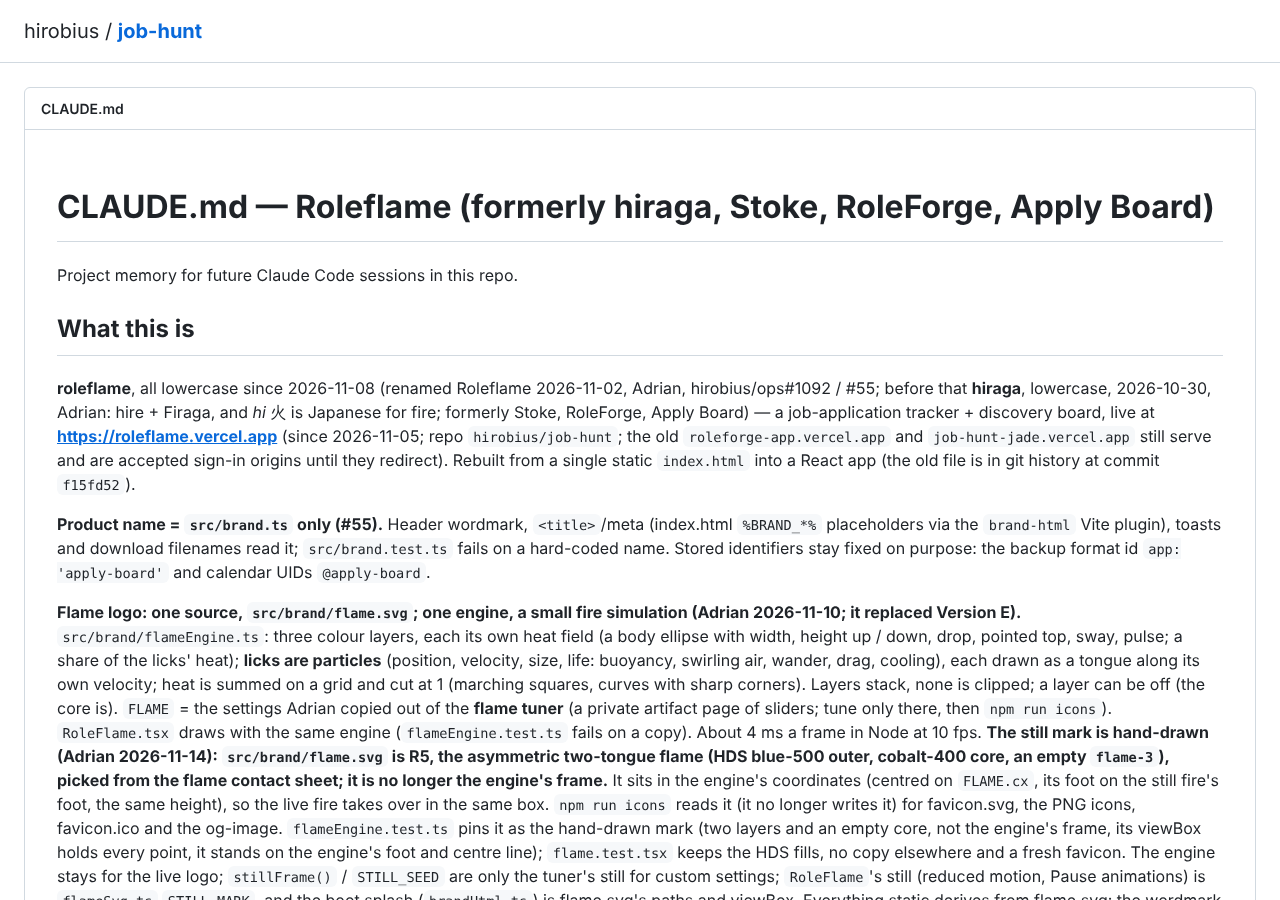 hirobius / job-hunt
CLAUDE.md
CLAUDE.md — Roleflame (formerly hiraga, Stoke, RoleForge, Apply Board)
Project memory for future Claude Code sessions in this repo.
What this is
roleflame, all lowercase since 2026-11-08 (renamed Roleflame 2026-11-02, Adrian, hirobius/ops#1092 / #55; before that hiraga, lowercase, 2026-10-30,
Adrian: hire + Firaga, and hi 火 is Japanese for fire; formerly Stoke, RoleForge, Apply Board) — a job-application tracker + discovery board, live at
https://roleflame.vercel.app (since 2026-11-05; repo hirobius/job-hunt ; the old roleforge-app.vercel.app and job-hunt-jade.vercel.app still serve
and are accepted sign-in origins until they redirect). Rebuilt from a single static index.html into a React app (the old file is in git history at commit
f15fd52 ).
Product name = src/brand.ts only (#55). Header wordmark, <title> /meta (index.html %BRAND_*% placeholders via the brand-html Vite plugin), toasts
and download filenames read it; src/brand.test.ts fails on a hard-coded name. Stored identifiers stay fixed on purpose: the backup format id app:
'apply-board' and calendar UIDs @apply-board .
Flame logo: one source, src/brand/flame.svg ; one engine, a small fire simulation (Adrian 2026-11-10; it replaced Version E).
src/brand/flameEngine.ts : three colour layers, each its own heat field (a body ellipse with width, height up / down, drop, pointed top, sway, pulse; a
share of the licks' heat); licks are particles (position, velocity, size, life: buoyancy, swirling air, wander, drag, cooling), each drawn as a tongue along its
own velocity; heat is summed on a grid and cut at 1 (marching squares, curves with sharp corners). Layers stack, none is clipped; a layer can be off (the
core is). FLAME = the settings Adrian copied out of the flame tuner (a private artifact page of sliders; tune only there, then npm run icons ).
RoleFlame.tsx draws with the same engine ( flameEngine.test.ts fails on a copy). About 4 ms a frame in Node at 10 fps. The still mark is hand-drawn
(Adrian 2026-11-14): src/brand/flame.svg is R5, the asymmetric two-tongue flame (HDS blue-500 outer, cobalt-400 core, an empty flame-3 ),
picked from the flame contact sheet; it is no longer the engine's frame. It sits in the engine's coordinates (centred on FLAME.cx , its foot on the still fire's
foot, the same height), so the live fire takes over in the same box. npm run icons reads it (it no longer writes it) for favicon.svg, the PNG icons,
favicon.ico and the og-image. flameEngine.test.ts pins it as the hand-drawn mark (two layers and an empty core, not the engine's frame, its viewBox
holds every point, it stands on the engine's foot and centre line); flame.test.tsx keeps the HDS fills, no copy elsewhere and a fresh favicon. The engine
stays for the live logo; stillFrame() / STILL_SEED are only the tuner's still for custom settings; RoleFlame 's still (reduced motion, Pause animations) is